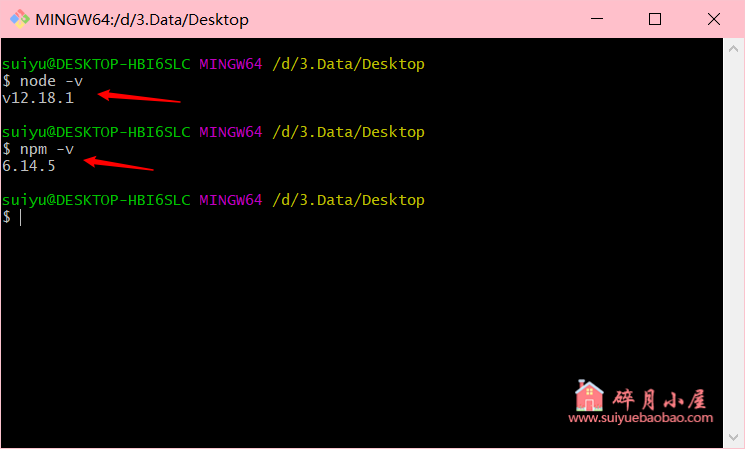 MINGW64:/d/3.Data/Desktop
suiyu@DESKTOP-HBI6SLC MINGW64 /d/3.Data/Desktop
$ node -v
v12.18.1
suiyu@DESKTOP-HBI6SLC MINGW64 /d/3.Data/Desktop
$ npm -v
6.14.5
suiyu@DESKTOP-HBI6SLC MINGW64 /d/3.Data/Desktop
$
碎月小屋
www.suiyuebaobao.com